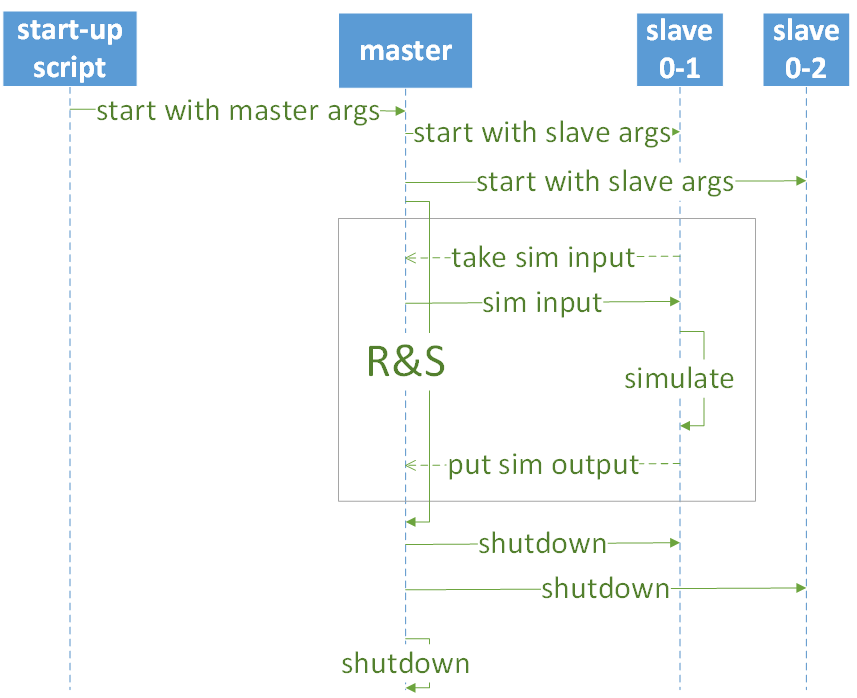 start-up
script
master
slave
0-1
slave
0-2
start with master args
start with slave args
start with slave args
take sim input
sim input
R&S
simulate
put sim output
shutdown
shutdown
shutdown